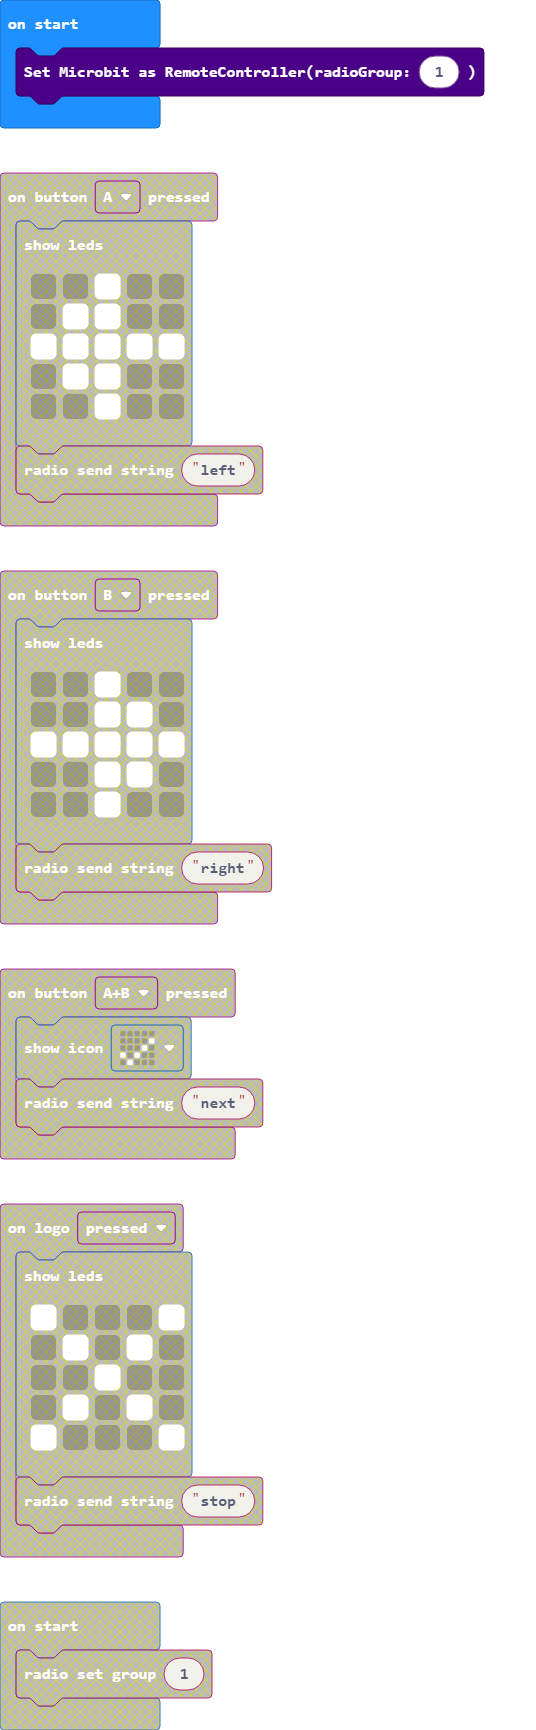 on start
Set Microbit as RemoteController(radioGroup: 1 )
on button A pressed
show leds
radio send string "left"
on button B pressed
show leds
radio send string "right"
on button A+B pressed
show icon
radio send string "next"
on logo pressed
show leds
radio send string "stop"
on start
radio set group 1